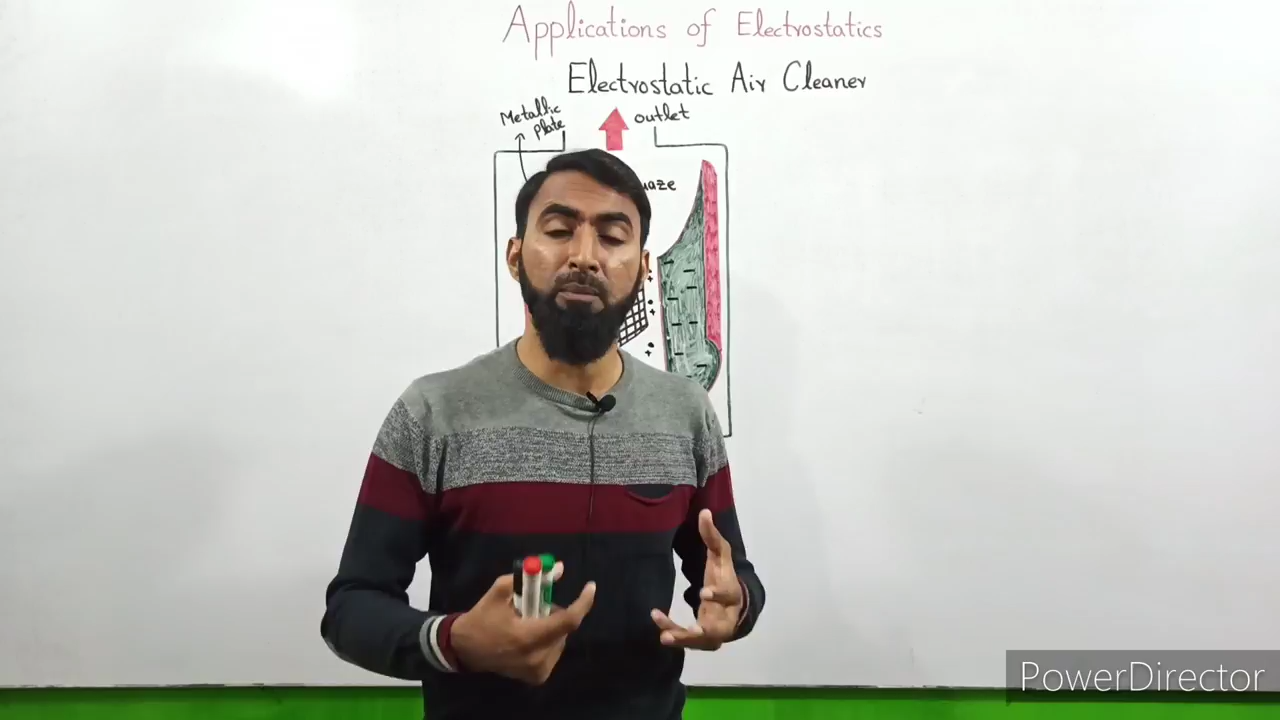 Applications of Electrostatics
Electrostatic Air Cleaner
Metallic
plate
outlet
PowerDirector